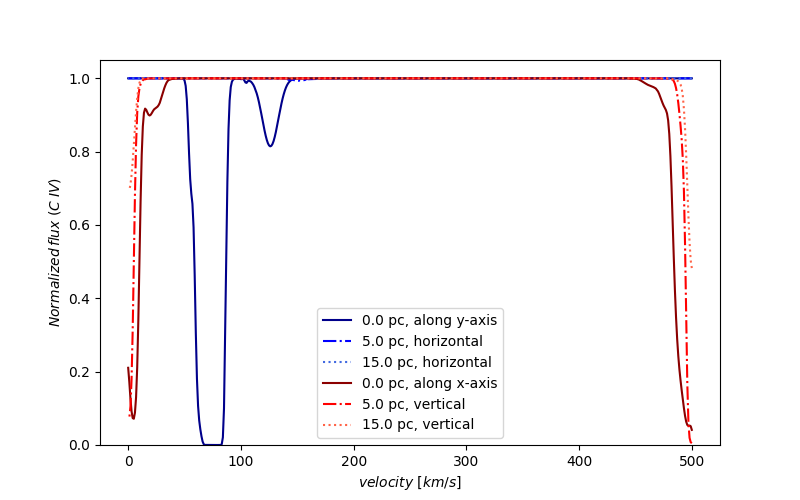 1.0
0.8
0.6
0.4
0.2
0.0
Normalized flux (C IV)
0.0 pc, along y-axis
5.0 pc, horizontal
15.0 pc, horizontal
0.0 pc, along x-axis
5.0 pc, vertical
15.0 pc, vertical
0 100 200 300 400 500
velocity [km/s]